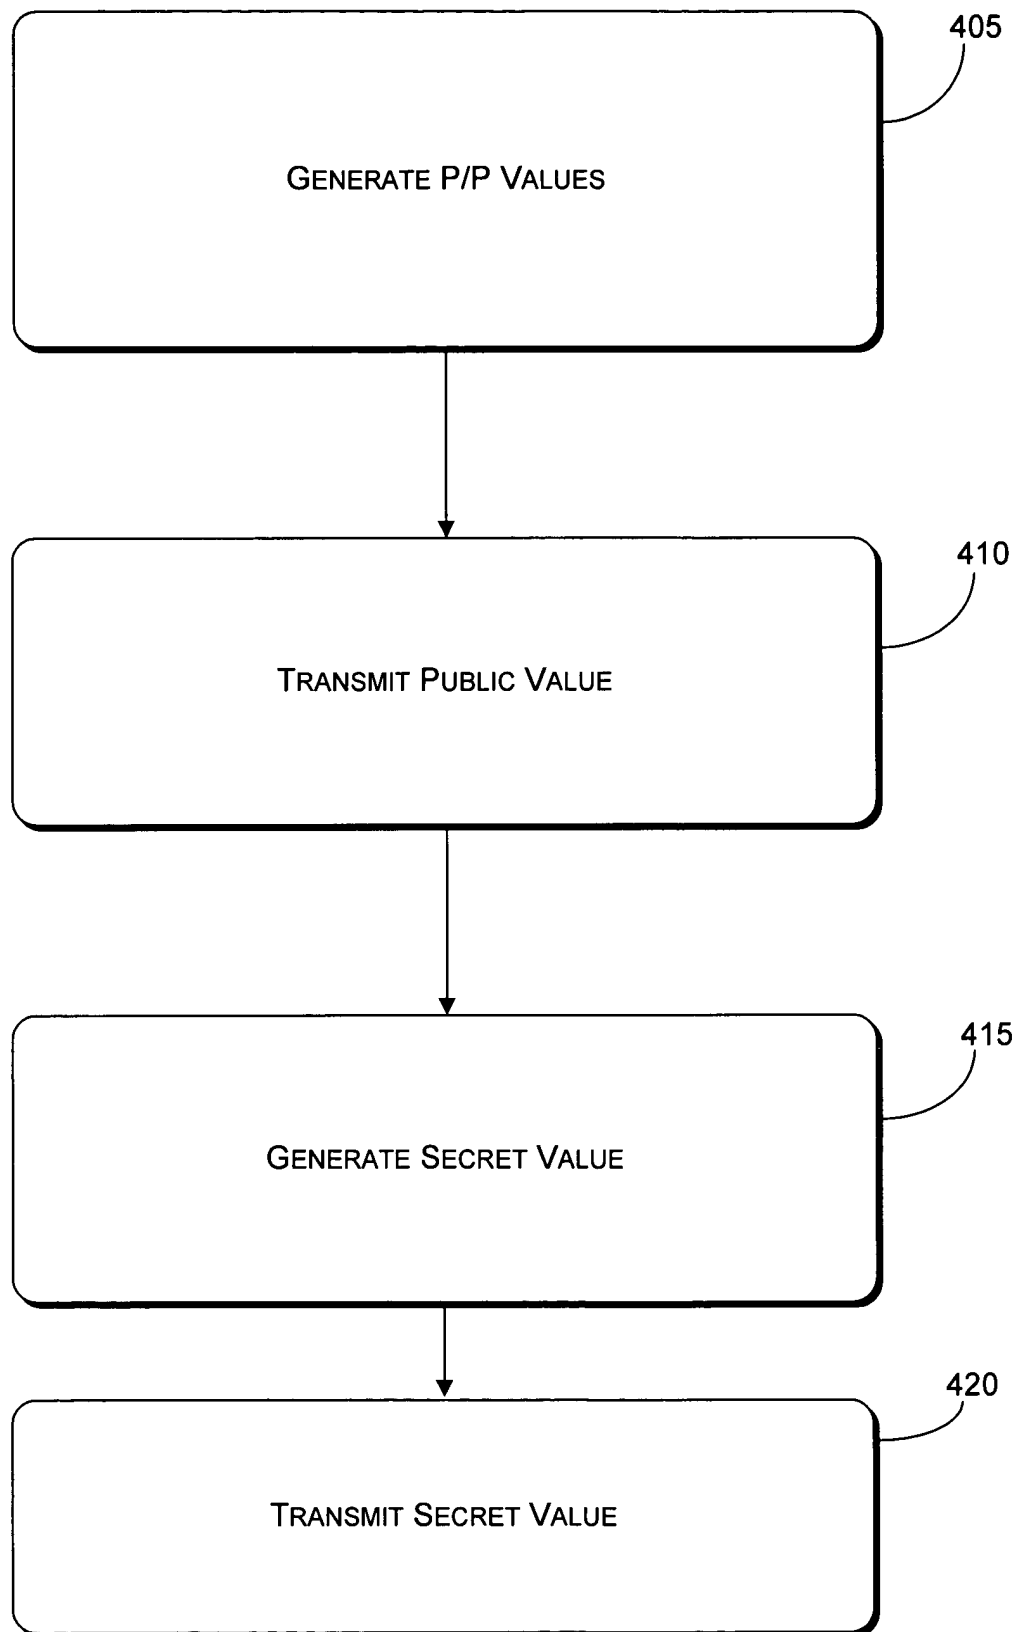 405
GENERATE P/P VALUES
410
TRANSMIT PUBLIC VALUE
415
GENERATE SECRET VALUE
420
TRANSMIT SECRET VALUE